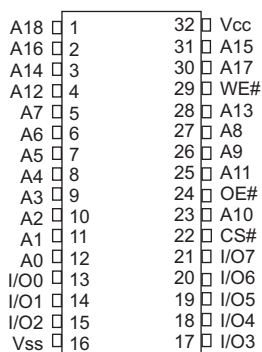 A18 1 32 Vcc
A16 2 31 A15
A14 3 30 A17
A12 4 29 WE#
A7 5 28 A13
A6 6 27 A8
A5 7 26 A9
A4 8 25 A11
A3 9 24 OE#
A2 10 23 A10
A1 11 22 CS#
A0 12 21 I/O7
I/O0 13 20 I/O6
I/O1 14 19 I/O5
I/O2 15 18 I/O4
Vss 16 17 I/O3